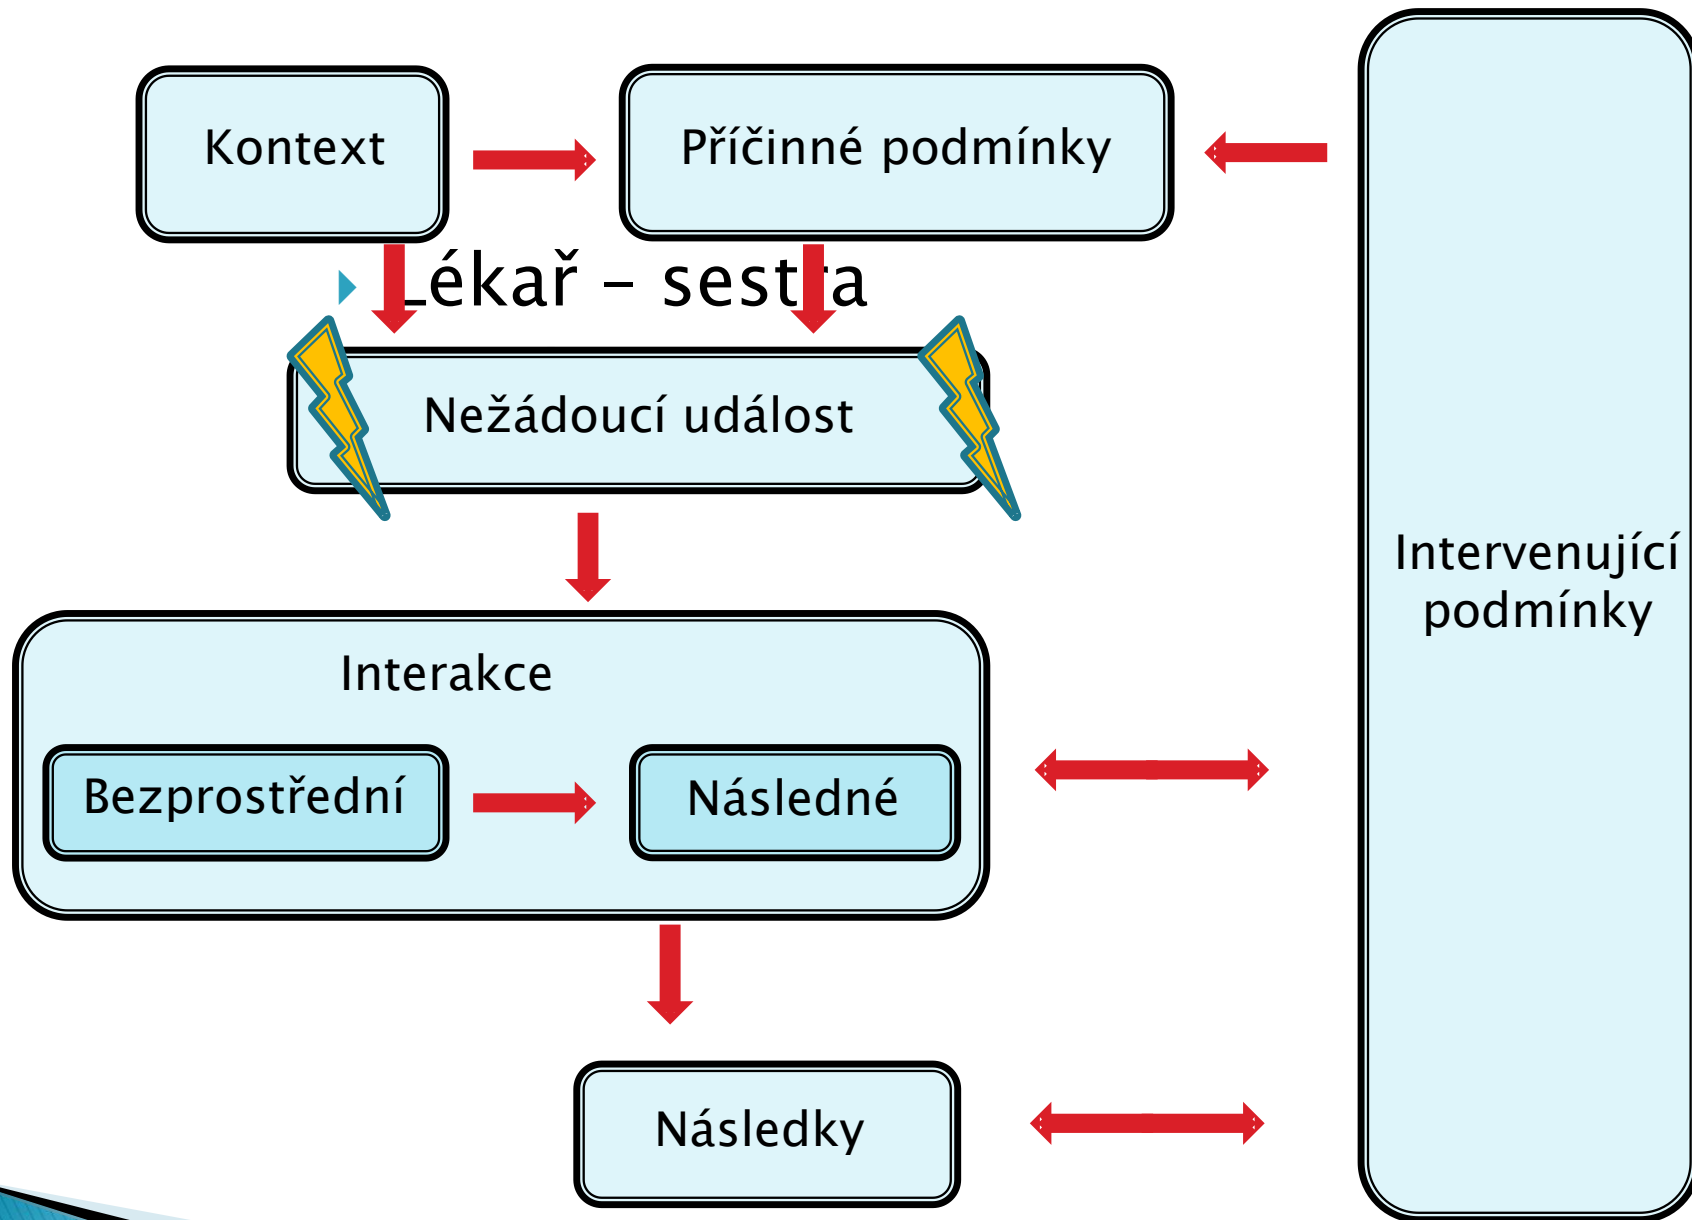 Kontext
Příčinné podmínky
Lékař – sestra
Nežádoucí událost
Intervenující
podmínky
Interakce
Bezprostřední
Následné
Následky